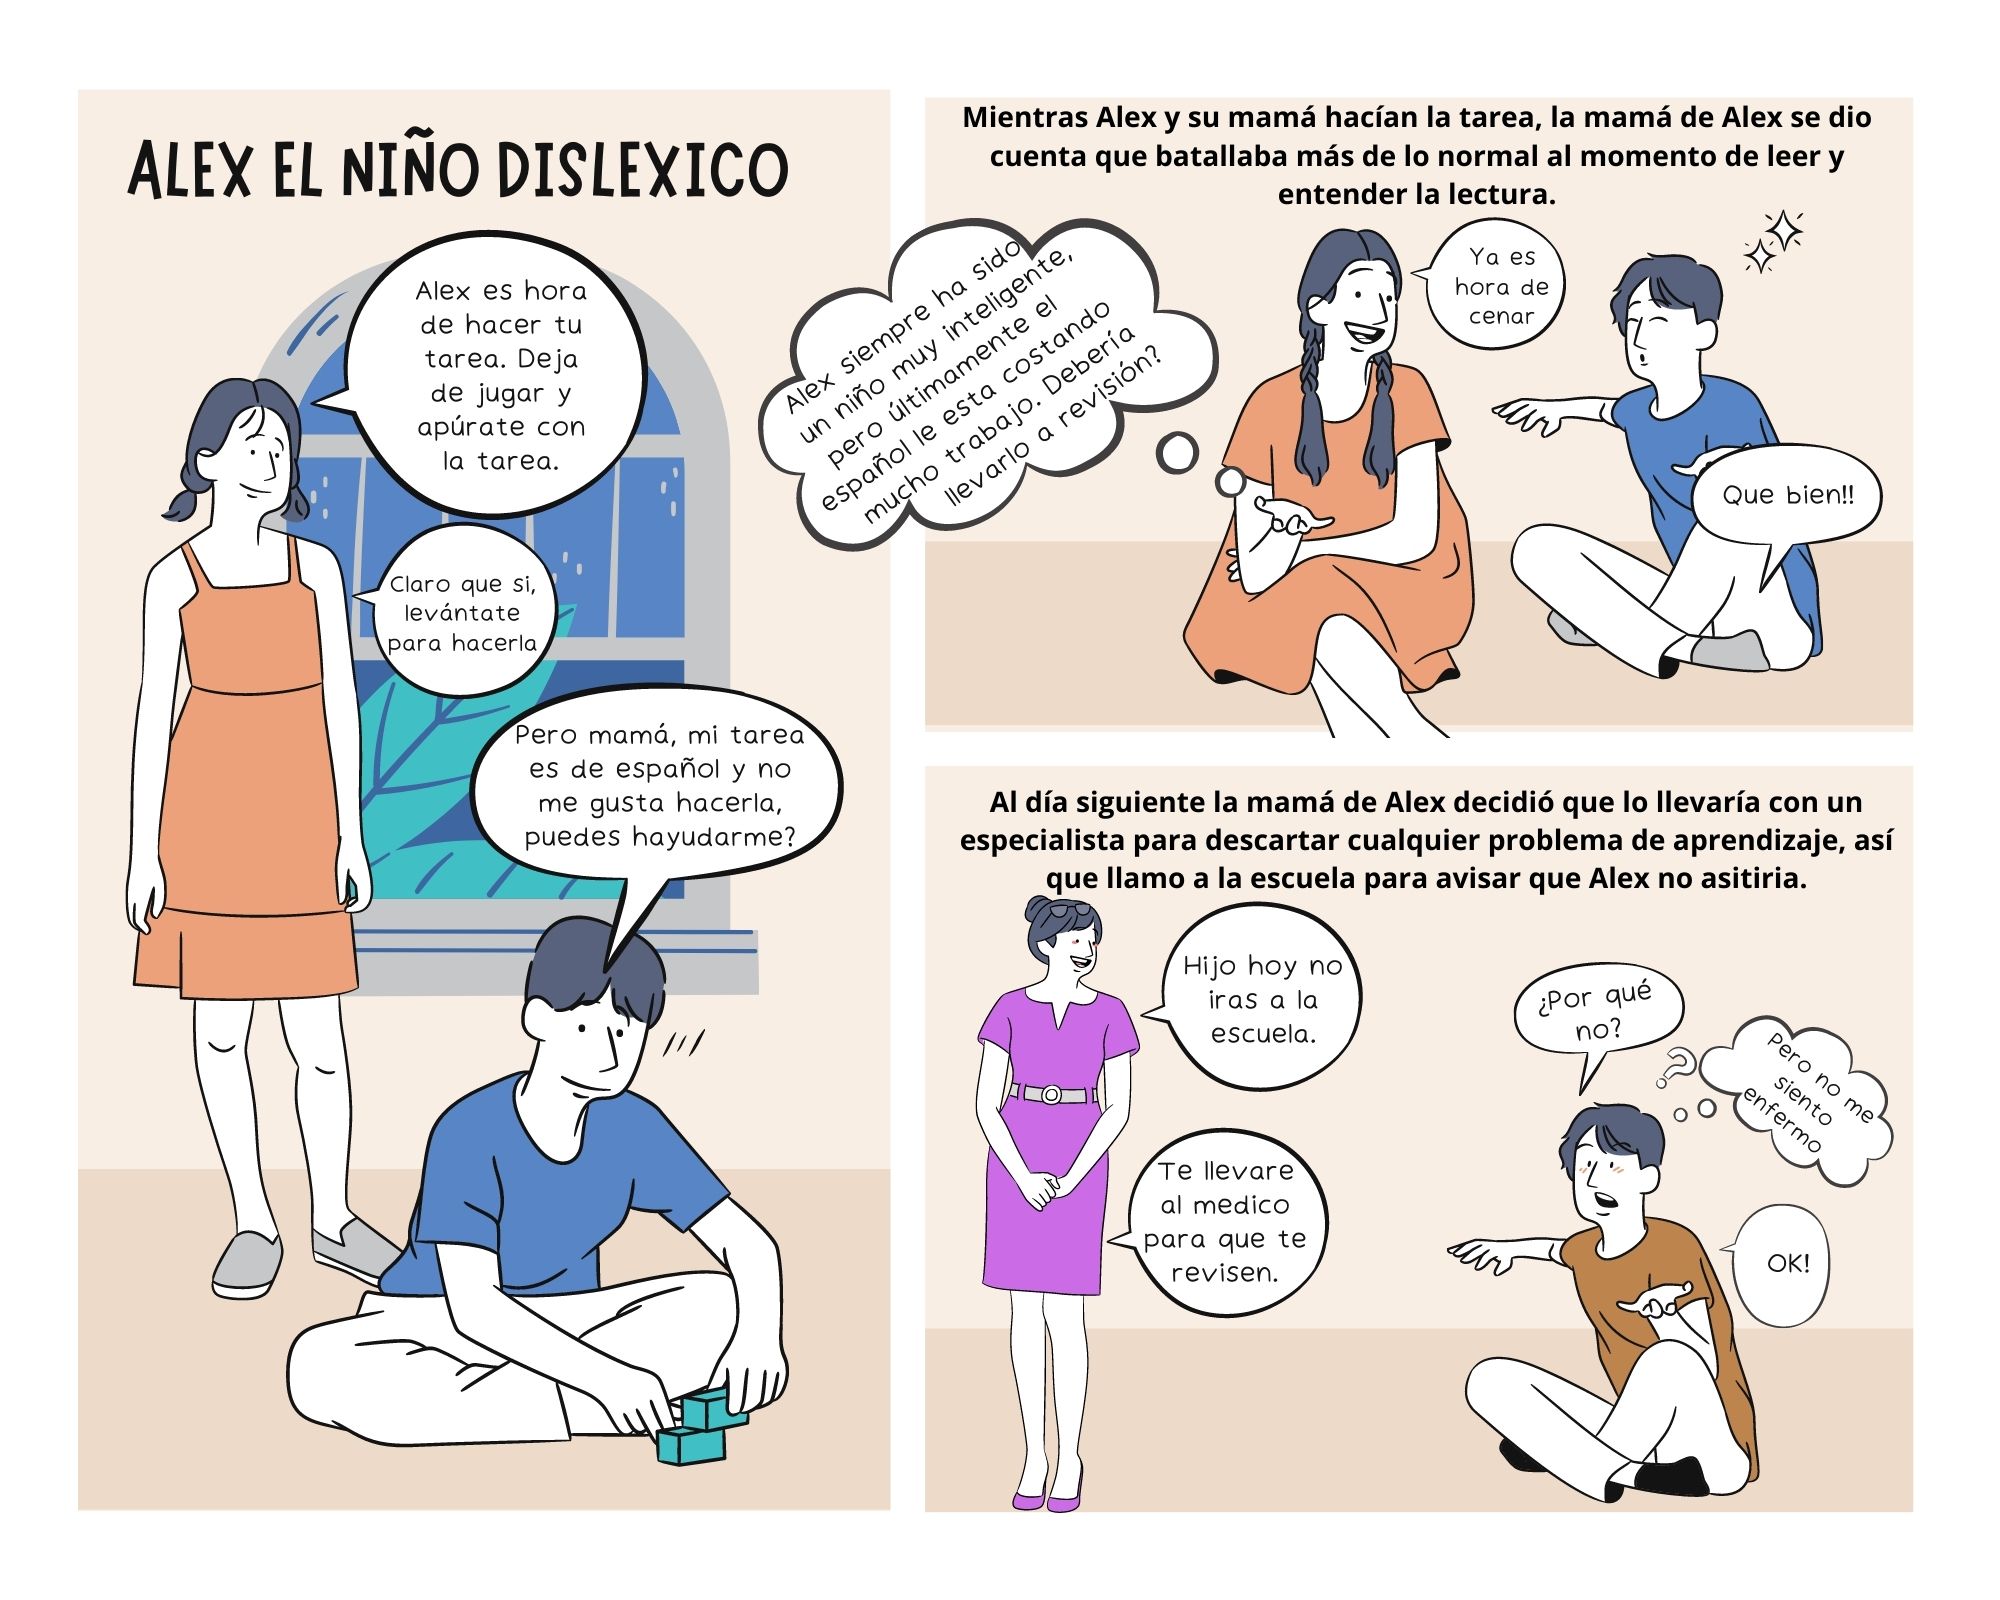 ALEX EL NIÑO DISLEXICO
Alex es hora
de hacer tu
tarea. Deja
de jugar y
apúrate con
la tarea.
Pero mamá, mi tarea
es de español y no
me gusta hacerla,
puedes hayudarme?
Claro que si,
levántate
para hacerla
Mientras Alex y su mamá hacían la tarea, la mamá de Alex se dio
cuenta que batallaba más de lo normal al momento de leer y
entender la lectura.
Alex siempre ha sido
un niño muy inteligente,
pero últimamente el
español le esta costando
mucho trabajo. Debería
llevarlo a revisión?
Ya es
hora de
cenar
Que bien!!
Al día siguiente la mamá de Alex decidió que lo llevaría con un
especialista para descartar cualquier problema de aprendizaje, así
que llamo a la escuela para avisar que Alex no asitiria.
Hijo hoy no
iras a la
escuela.
¿Por qué
no?
?
Pero no me
siento
enfermo
Te llevare
al medico
para que te
revisen.
OK!